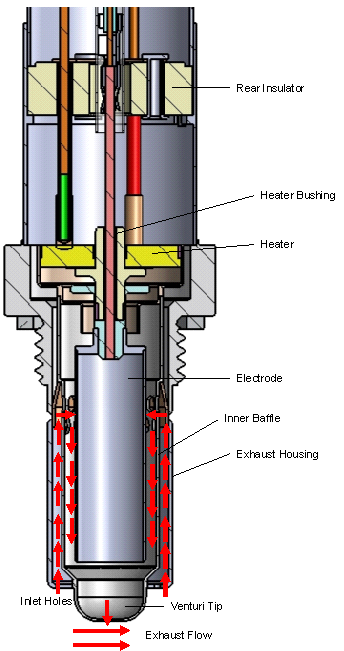 Rear Insulator
Heater Bushing
Heater
Electrode
Inner Baffle
Exhaust Housing
Inlet Holes
Venturi Tip
Exhaust Flow